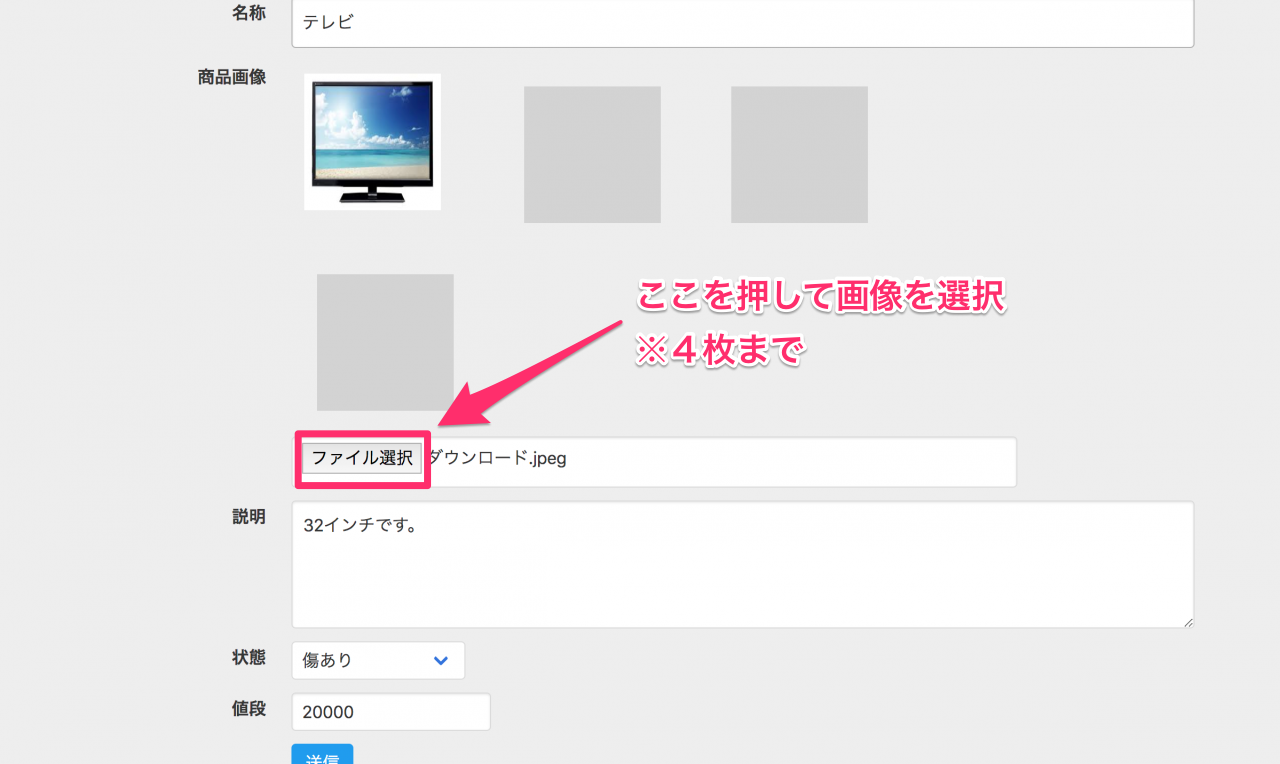 名称
テレビ
商品画像
ここを押して画像を選択
※４枚まで
ファイル選択 ダウンロード.jpeg
説明
32インチです。
状態
傷あり
値段
20000
送信